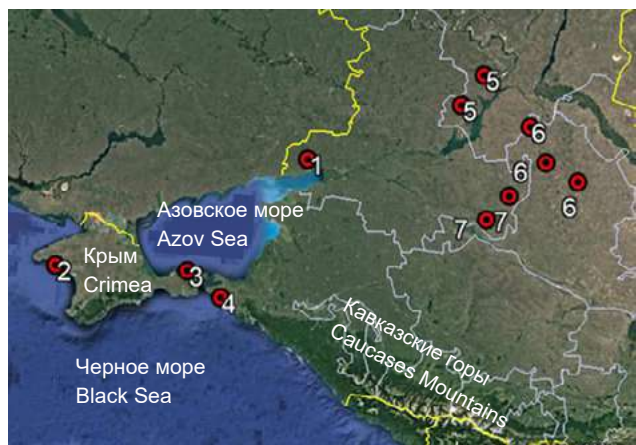 5
5
6
1
6
Азовское море
Azov Sea
6
7
7
Крым
Crimea
2
3
4
Кавказские горы
Caucases Mountains
Черное море
Black Sea